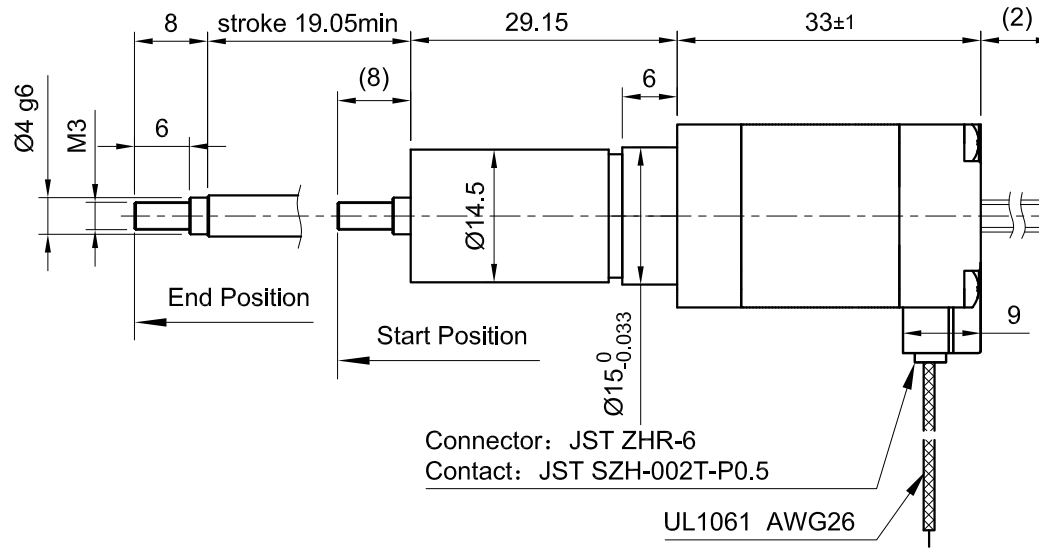 8
stroke 19.05min
29.15
33±1
(2)
(8)
6
Ø4 g6
M3
6
Ø14.5
End Position
Start Position
9
Ø15 0 -0.033
Connector: JST ZHR-6
Contact: JST SZH-002T-P0.5
UL1061 AWG26